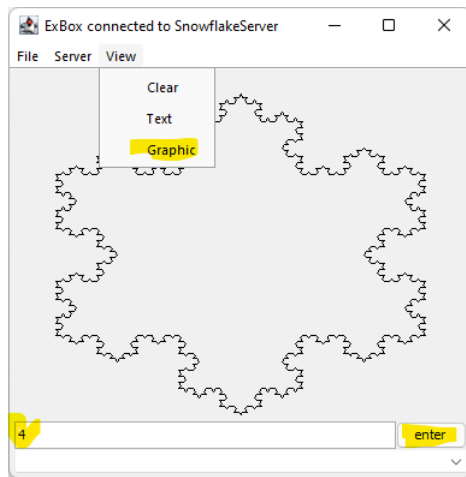 ExBox connected to SnowflakeServer
File Server View
Clear
Text
Graphic
4
enter